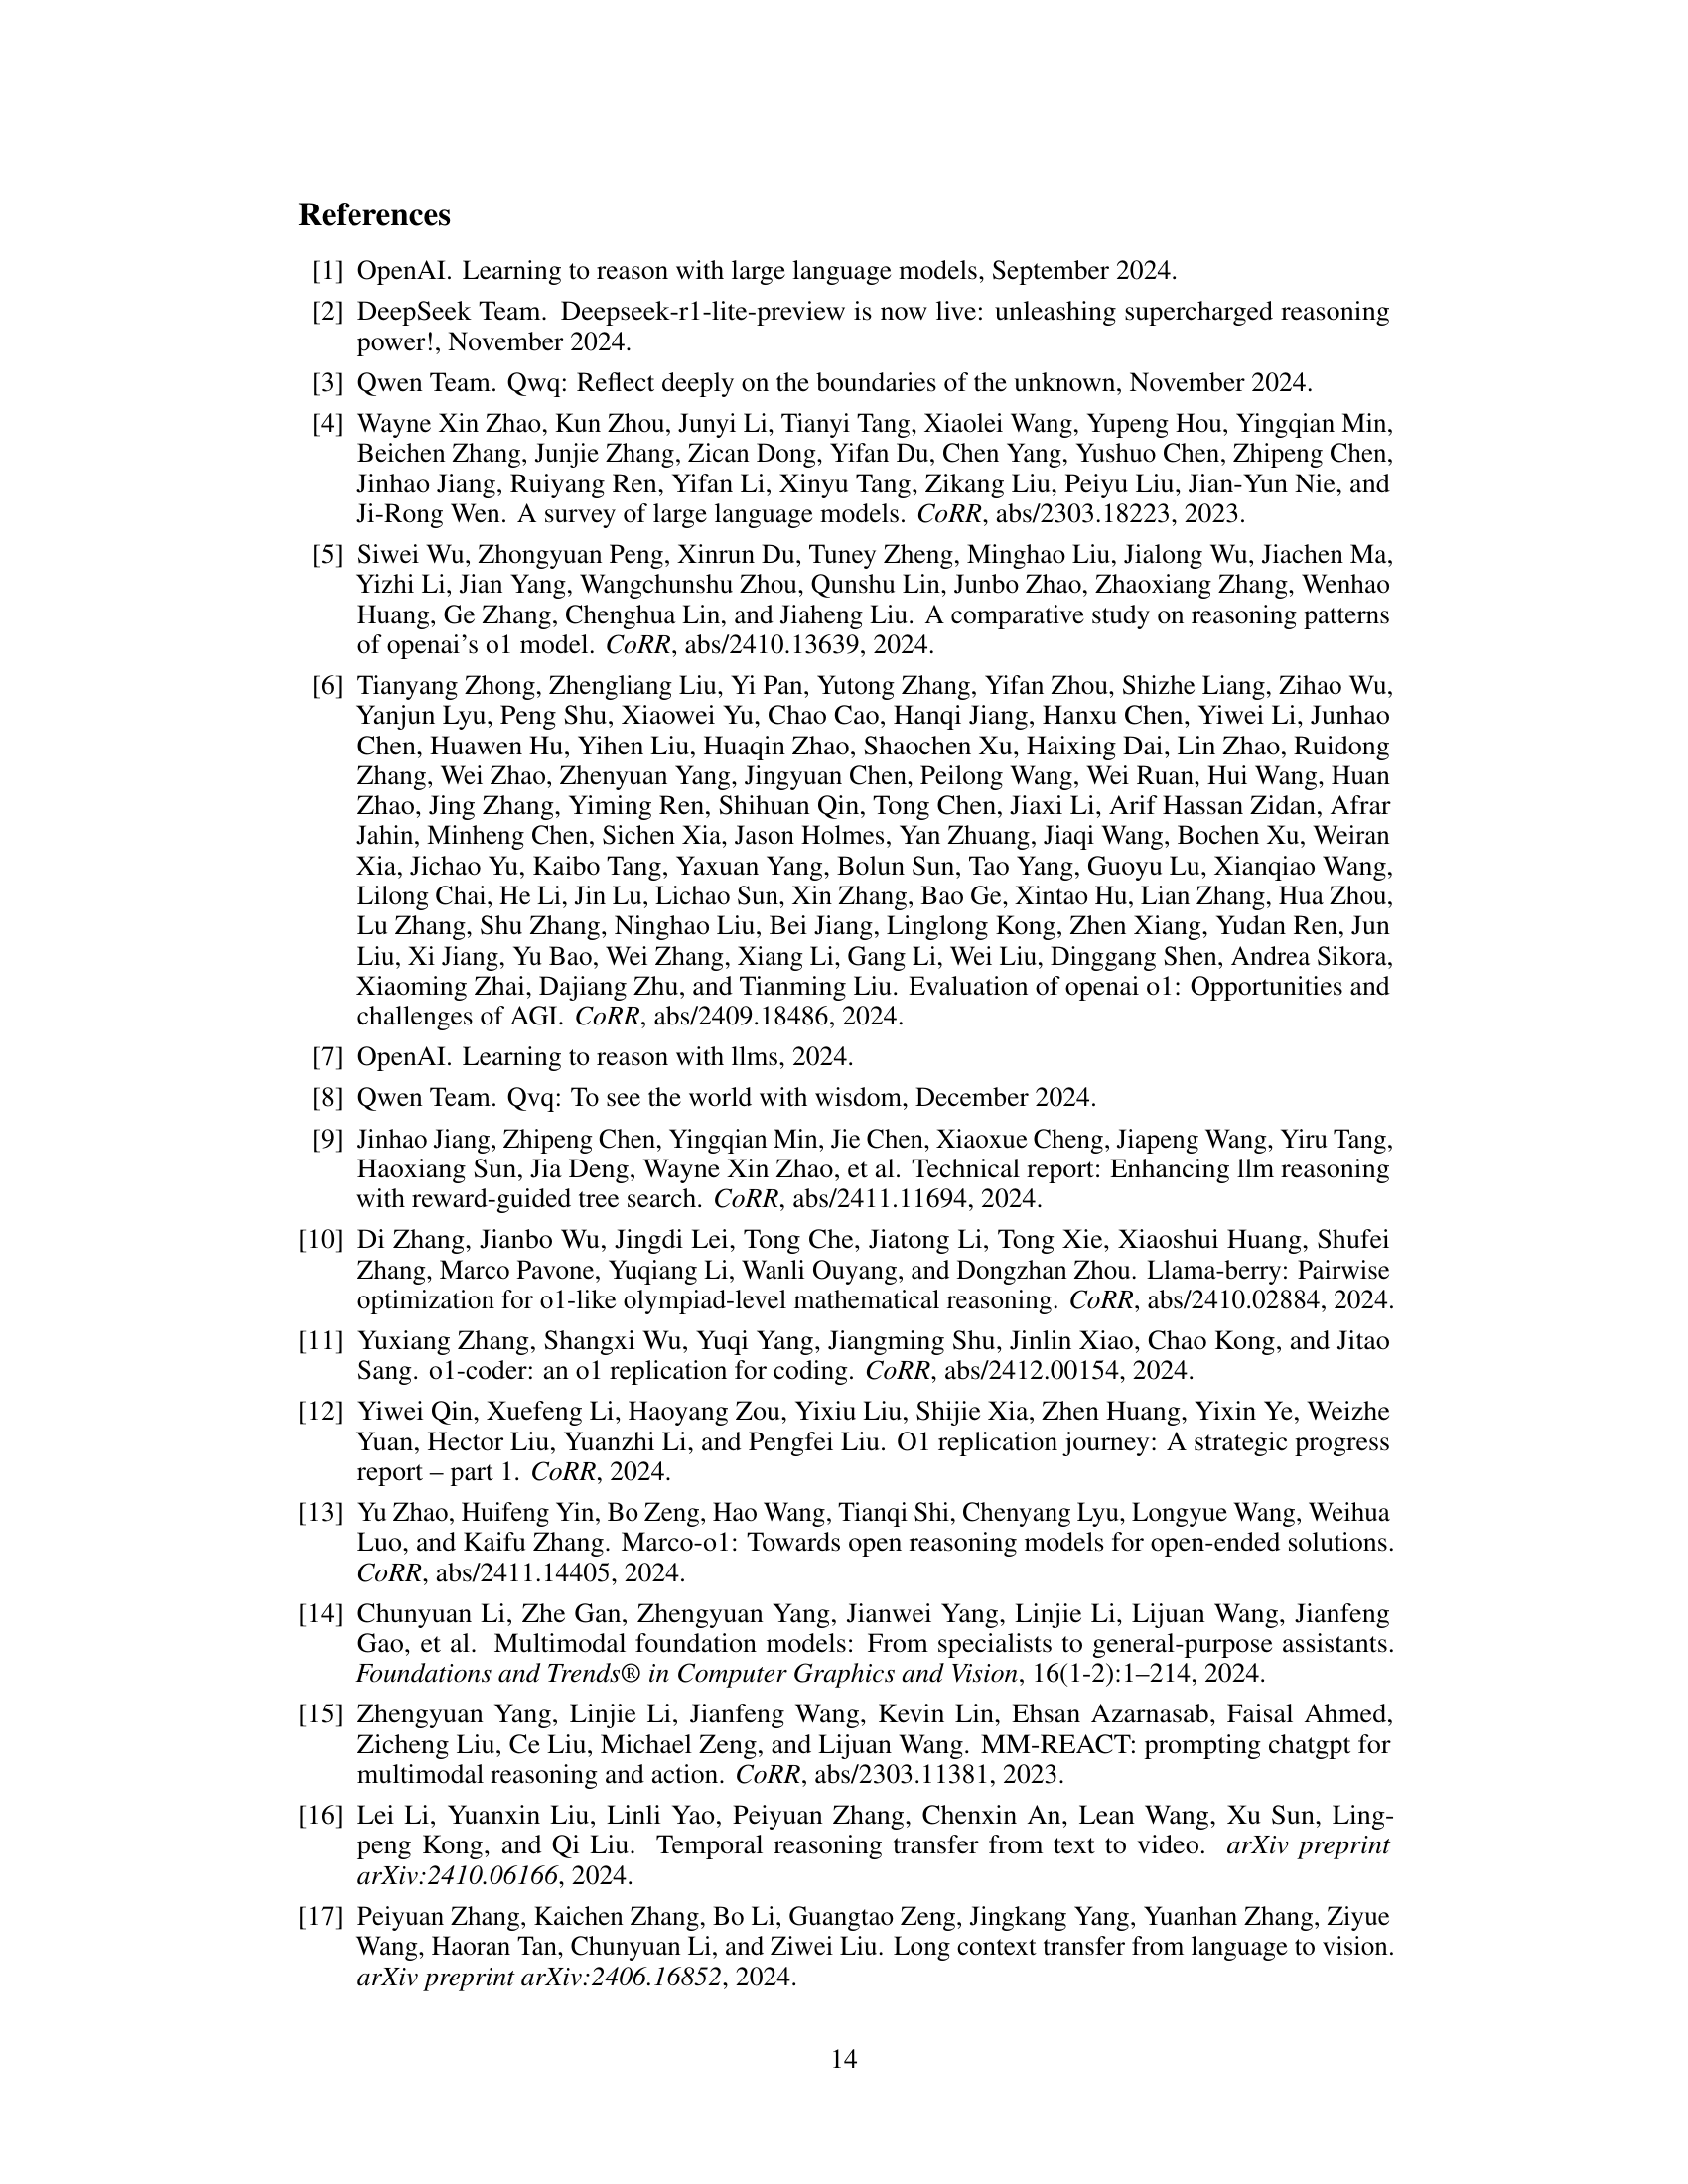 References
[1] OpenAI. Learning to reason with large language models, September 2024.
[2] DeepSeek Team. Deepseek-r1-lite-preview is now live: unleashing supercharged reasoning
power!, November 2024.
[3] Qwen Team. Qwq: Reflect deeply on the boundaries of the unknown, November 2024.
[4] Wayne Xin Zhao, Kun Zhou, Junyi Li, Tianyi Tang, Xiaolei Wang, Yupeng Hou, Yingqian Min,
Beichen Zhang, Junjie Zhang, Zican Dong, Yifan Du, Chen Yang, Yushuo Chen, Zhipeng Chen,
Jinhao Jiang, Ruiyang Ren, Yifan Li, Xinyu Tang, Zikang Liu, Peiyu Liu, Jian-Yun Nie, and
Ji-Rong Wen. A survey of large language models. CoRR, abs/2303.18223, 2023.
[5] Siwei Wu, Zhongyuan Peng, Xinrun Du, Tuney Zheng, Minghao Liu, Jialong Wu, Jiachen Ma,
Yizhi Li, Jian Yang, Wangchunshu Zhou, Qunshu Lin, Junbo Zhao, Zhaoxiang Zhang, Wenhao
Huang, Ge Zhang, Chenghua Lin, and Jiaheng Liu. A comparative study on reasoning patterns
of openai's o1 model. CoRR, abs/2410.13639, 2024.
[6] Tianyang Zhong, Zhengliang Liu, Yi Pan, Yutong Zhang, Yifan Zhou, Shizhe Liang, Zihao Wu,
Yanjun Lyu, Peng Shu, Xiaowei Yu, Chao Cao, Hanqi Jiang, Hanxu Chen, Yiwei Li, Junhao
Chen, Huawen Hu, Yihen Liu, Huaqin Zhao, Shaochen Xu, Haixing Dai, Lin Zhao, Ruidong
Zhang, Wei Zhao, Zhenyuan Yang, Jingyuan Chen, Peilong Wang, Wei Ruan, Hui Wang, Huan
Zhao, Jing Zhang, Yiming Ren, Shihuan Qin, Tong Chen, Jiaxi Li, Arif Hassan Zidan, Afrar
Jahin, Minheng Chen, Sichen Xia, Jason Holmes, Yan Zhuang, Jiaqi Wang, Bochen Xu, Weiran
Xia, Jichao Yu, Kaibo Tang, Yaxuan Yang, Bolun Sun, Tao Yang, Guoyu Lu, Xianqiao Wang,
Lilong Chai, He Li, Jin Lu, Lichao Sun, Xin Zhang, Bao Ge, Xintao Hu, Lian Zhang, Hua Zhou,
Lu Zhang, Shu Zhang, Ninghao Liu, Bei Jiang, Linglong Kong, Zhen Xiang, Yudan Ren, Jun
Liu, Xi Jiang, Yu Bao, Wei Zhang, Xiang Li, Gang Li, Wei Liu, Dinggang Shen, Andrea Sikora,
Xiaoming Zhai, Dajiang Zhu, and Tianming Liu. Evaluation of openai o1: Opportunities and
challenges of AGI. CoRR, abs/2409.18486, 2024.
[7] OpenAI. Learning to reason with llms, 2024.
[8] Qwen Team. Qvq: To see the world with wisdom, December 2024.
[9] Jinhao Jiang, Zhipeng Chen, Yingqian Min, Jie Chen, Xiaoxue Cheng, Jiapeng Wang, Yiru Tang,
Haoxiang Sun, Jia Deng, Wayne Xin Zhao, et al. Technical report: Enhancing llm reasoning
with reward-guided tree search. CoRR, abs/2411.11694, 2024.
[10] Di Zhang, Jianbo Wu, Jingdi Lei, Tong Che, Jiatong Li, Tong Xie, Xiaoshui Huang, Shufei
Zhang, Marco Pavone, Yuqiang Li, Wanli Ouyang, and Dongzhan Zhou. Llama-berry: Pairwise
optimization for o1-like olympiad-level mathematical reasoning. CoRR, abs/2410.02884, 2024.
[11] Yuxiang Zhang, Shangxi Wu, Yuqi Yang, Jiangming Shu, Jinlin Xiao, Chao Kong, and Jitao
Sang. o1-coder: an o1 replication for coding. CoRR, abs/2412.00154, 2024.
[12] Yiwei Qin, Xuefeng Li, Haoyang Zou, Yixiu Liu, Shijie Xia, Zhen Huang, Yixin Ye, Weizhe
Yuan, Hector Liu, Yuanzhi Li, and Pengfei Liu. O1 replication journey: A strategic progress
report – part 1. CoRR, 2024.
[13] Yu Zhao, Huifeng Yin, Bo Zeng, Hao Wang, Tianqi Shi, Chenyang Lyu, Longyue Wang, Weihua
Luo, and Kaifu Zhang. Marco-o1: Towards open reasoning models for open-ended solutions.
CoRR, abs/2411.14405, 2024.
[14] Chunyuan Li, Zhe Gan, Zhengyuan Yang, Jianwei Yang, Linjie Li, Lijuan Wang, Jianfeng
Gao, et al. Multimodal foundation models: From specialists to general-purpose assistants.
Foundations and Trends® in Computer Graphics and Vision, 16(1-2):1–214, 2024.
[15] Zhengyuan Yang, Linjie Li, Jianfeng Wang, Kevin Lin, Ehsan Azarnasab, Faisal Ahmed,
Zicheng Liu, Ce Liu, Michael Zeng, and Lijuan Wang. MM-REACT: prompting chatgpt for
multimodal reasoning and action. CoRR, abs/2303.11381, 2023.
[16] Lei Li, Yuanxin Liu, Linli Yao, Peiyuan Zhang, Chenxin An, Lean Wang, Xu Sun, Ling-
peng Kong, and Qi Liu. Temporal reasoning transfer from text to video. arXiv preprint
arXiv:2410.06166, 2024.
[17] Peiyuan Zhang, Kaichen Zhang, Bo Li, Guangtao Zeng, Jingkang Yang, Yuanhan Zhang, Ziyue
Wang, Haoran Tan, Chunyuan Li, and Ziwei Liu. Long context transfer from language to vision.
arXiv preprint arXiv:2406.16852, 2024.
14